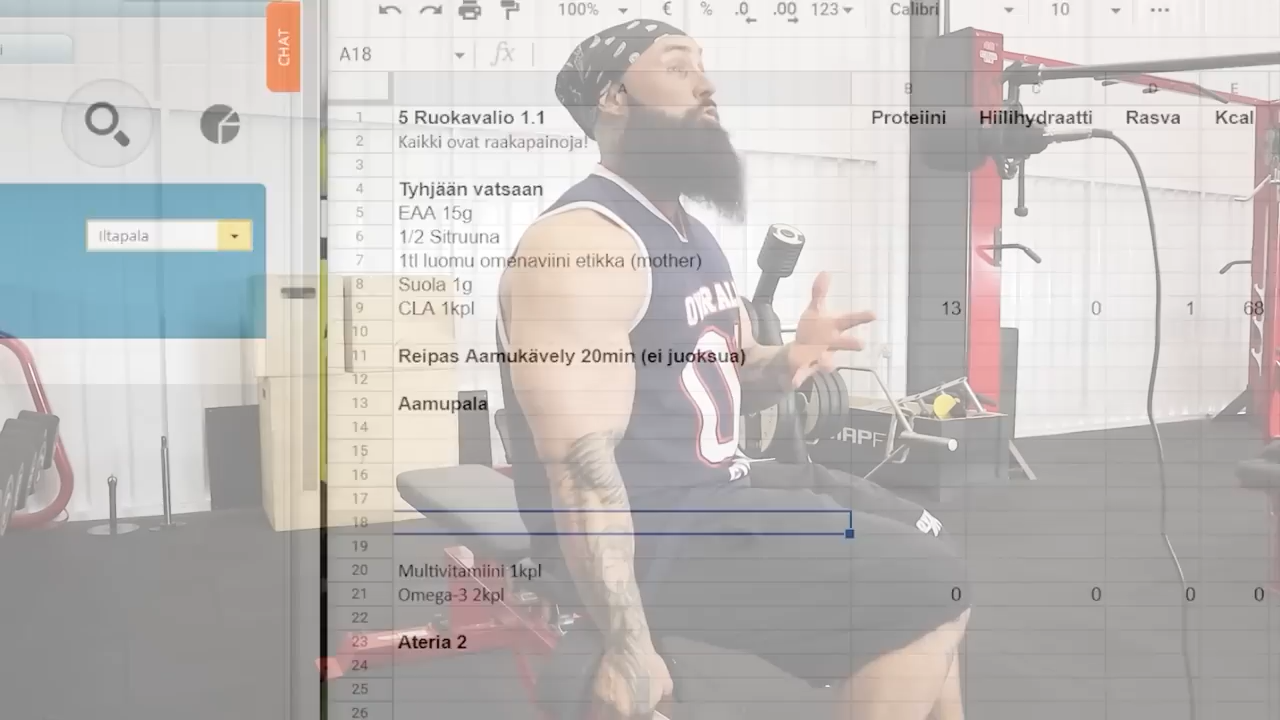 CHAT
Iltapala
100% € % .0 .00 123 Calibri 10
A18 fx
A B C D E
1 5 Ruokavalio 1.1 Proteiini Hiilihydraatti Rasva Kcal
2 Kaikki ovat raakapainoja!
3
4 Tyhjään vatsaan
5 EAA 15g
6 1/2 Sitruuna
7 1tl luomu omenaviini etikka (mother)
8 Suola 1g
9 CLA 1kpl 13 0 1 68
10
11 Reipas Aamukävely 20min (ei juoksua)
12
13 Aamupala
14
15
16
17
18
19
20 Multivitamiini 1kpl
21 Omega-3 2kpl 0 0 0 0
22
23 Ateria 2
24
25
26
0